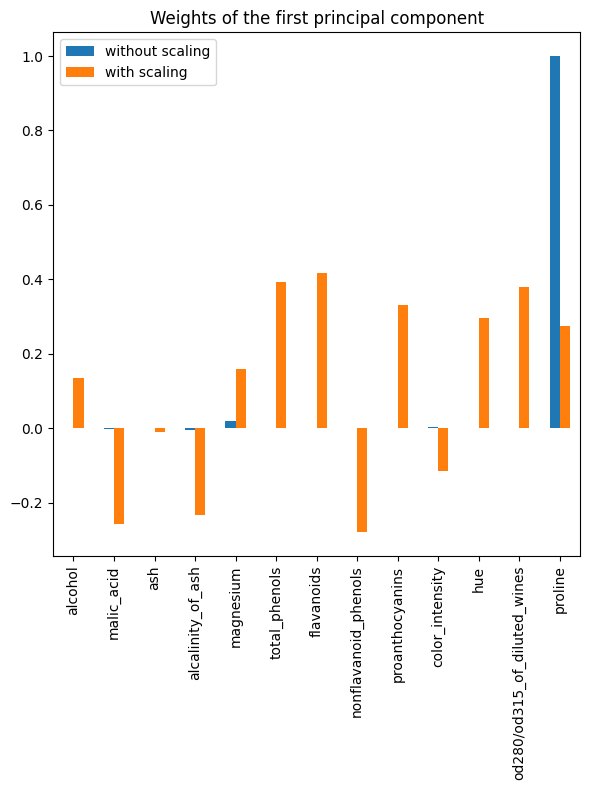 Weights of the first principal component
without scaling
with scaling
1.0
0.8
0.6
0.4
0.2
0.0
−0.2
alcohol
malic_acid
ash
alcalinity_of_ash
magnesium
total_phenols
flavanoids
nonflavanoid_phenols
proanthocyanins
color_intensity
hue
od280/od315_of_diluted_wines
proline